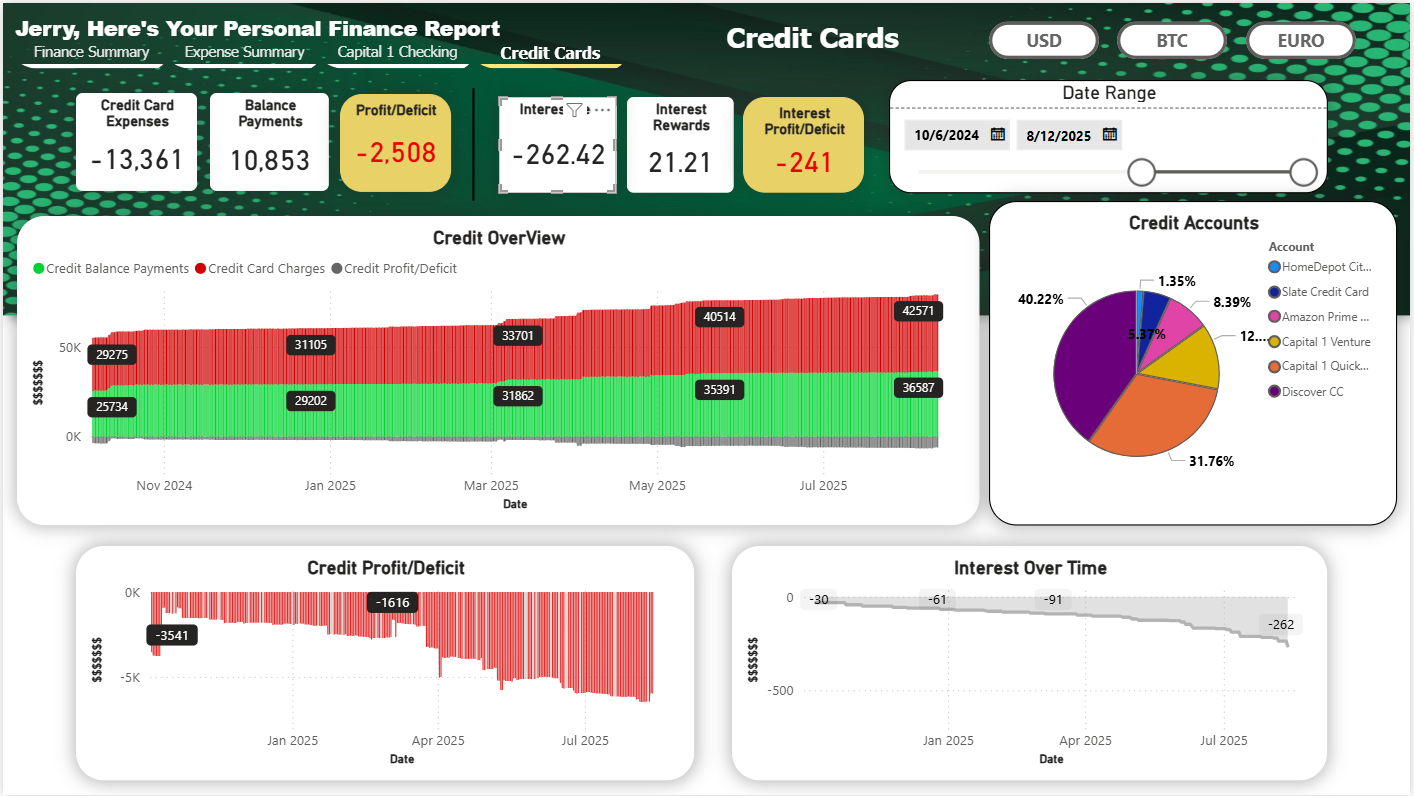 Jerry, Here's Your Personal Finance Report
Finance Summary
Expense Summary
Capital 1 Checking
Credit Cards
Credit Cards
USD
BTC
EURO
Credit Card
Expenses
-13,361
Balance
Payments
10,853
Profit/Deficit
-2,508
-262.42
Interest
Rewards
21.21
Interest
Profit/Deficit
-241
Date Range
10/6/2024
8/12/2025
Credit OverView
Credit Balance Payments
Credit Card Charges
Credit Profit/Deficit
$$$$$$$
50K
0K
29275
31105
33701
40514
42571
25734
29202
31862
35391
36587
Nov 2024
Jan 2025
Mar 2025
May 2025
Jul 2025
Date
Credit Accounts
Account
HomeDepot Cit...
Slate Credit Card
Amazon Prime ...
Capital 1 Venture
Capital 1 Quick...
Discover CC
1.35%
5.37%
8.39%
12....
31.76%
40.22%
Credit Profit/Deficit
$$$$$$$
0K
-5K
-3541
-1616
Jan 2025
Apr 2025
Jul 2025
Date
Interest Over Time
$$$$$$$
0
-500
-30
-61
-91
-262
Jan 2025
Apr 2025
Jul 2025
Date